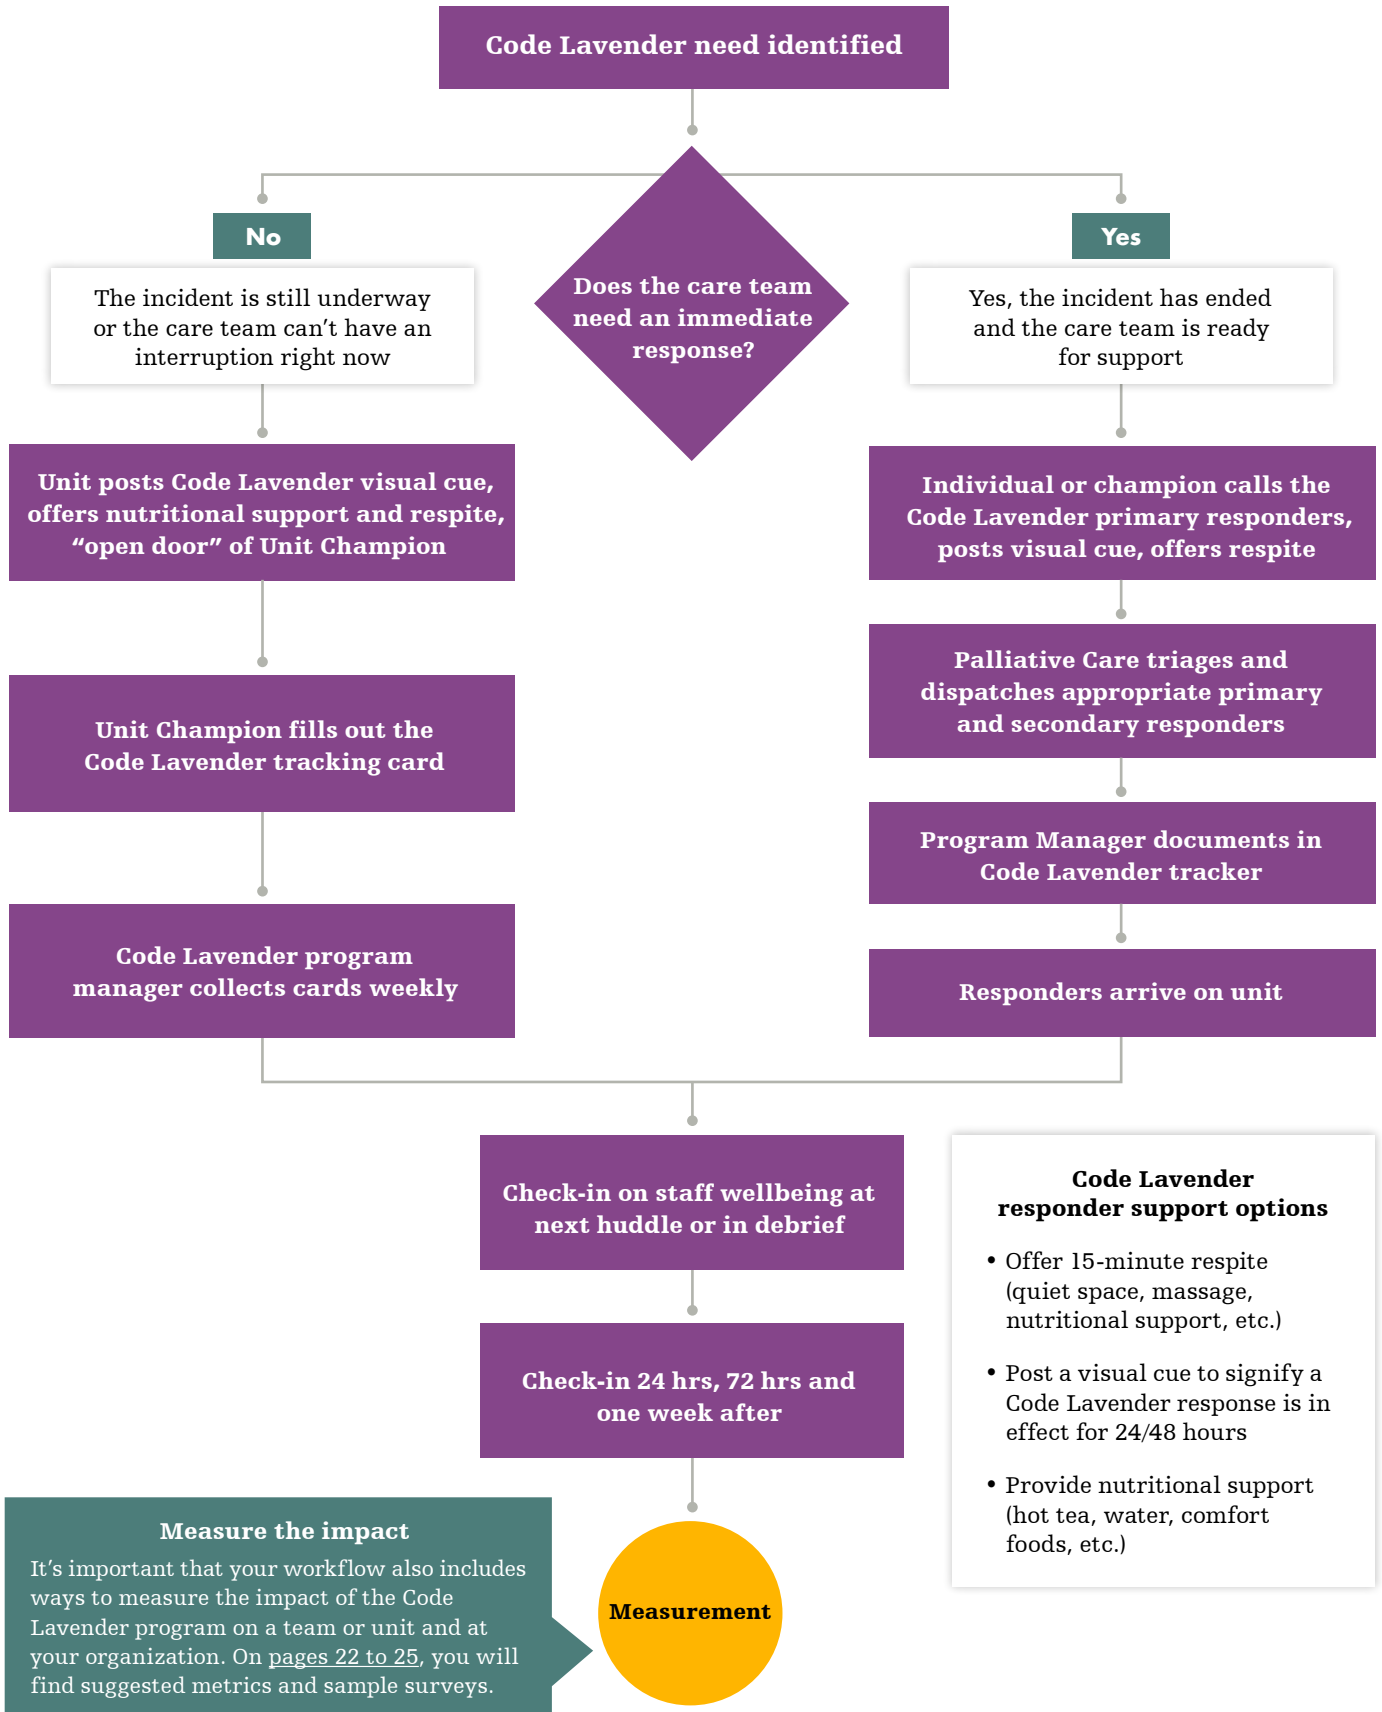 Code Lavender need identified
Does the care team
need an immediate
response?
No
The incident is still underway
or the care team can’t have an
interruption right now
Unit posts Code Lavender visual cue,
offers nutritional support and respite,
“open door” of Unit Champion
Unit Champion fills out the
Code Lavender tracking card
Code Lavender program
manager collects cards weekly
Yes
Yes, the incident has ended
and the care team is ready
for support
Individual or champion calls the
Code Lavender primary responders,
posts visual cue, offers respite
Palliative Care triages and
dispatches appropriate primary
and secondary responders
Program Manager documents in
Code Lavender tracker
Responders arrive on unit
Check-in on staff wellbeing at
next huddle or in debrief
Check-in 24 hrs, 72 hrs and
one week after
Measurement
Code Lavender
responder support options
• Offer 15-minute respite
(quiet space, massage,
nutritional support, etc.)
• Post a visual cue to signify a
Code Lavender response is in
effect for 24/48 hours
• Provide nutritional support
(hot tea, water, comfort
foods, etc.)
Measure the impact
It’s important that your workflow also includes
ways to measure the impact of the Code
Lavender program on a team or unit and at
your organization. On pages 22 to 25, you will
find suggested metrics and sample surveys.